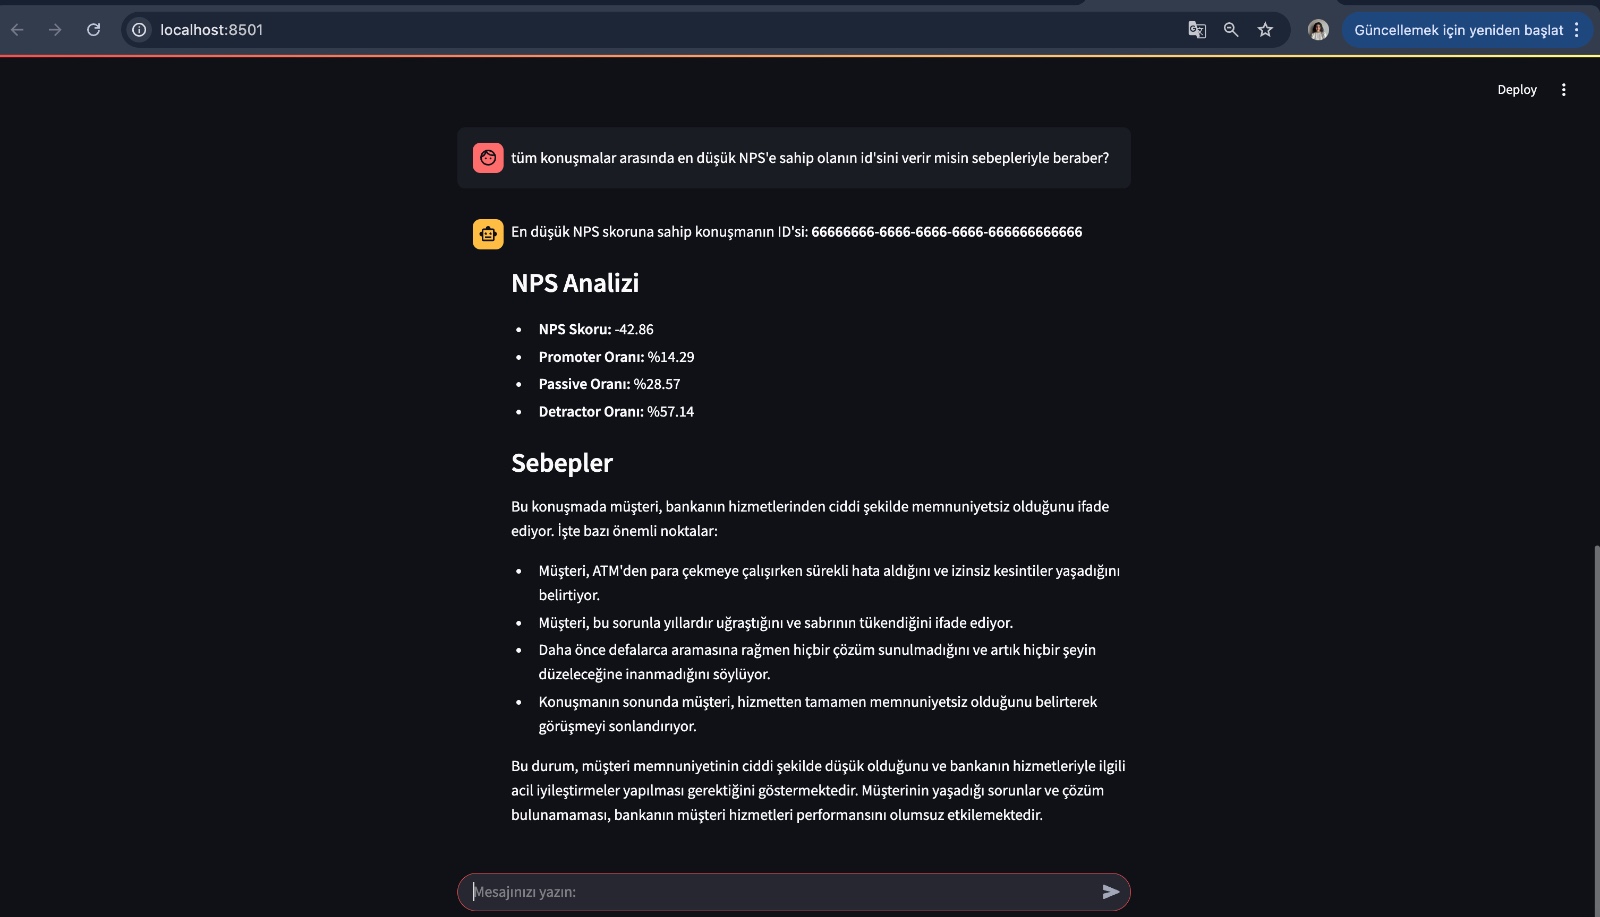 localhost:8501
Güncellemek için yeniden başlat
Deploy
tüm konuşmalar arasında en düşük NPS'e sahip olanın id'sini verir misin sebepleriyle beraber?
En düşük NPS skoruna sahip konuşmanın ID'si: 66666666-6666-6666-6666-666666666666
NPS Analizi
• NPS Skoru: -42.86
• Promoter Oranı: %14.29
• Passive Oranı: %28.57
• Detractor Oranı: %57.14
Sebepler
Bu konuşmada müşteri, bankanın hizmetlerinden ciddi şekilde memnuniyetsiz olduğunu ifade
ediyor. İşte bazı önemli noktalar:
• Müşteri, ATM'den para çekmeye çalışırken sürekli hata aldığını ve izinsiz kesintiler yaşadığını
belirtiyor.
• Müşteri, bu sorunla yıllardır uğraştığını ve sabrının tükendiğini ifade ediyor.
• Daha önce defalarca aramasına rağmen hiçbir çözüm sunulmadığını ve artık hiçbir şeyin
düzeleceğine inanmadığını söylüyor.
• Konuşmanın sonunda müşteri, hizmetten tamamen memnuniyetsiz olduğunu belirterek
görüşmeyi sonlandırıyor.
Bu durum, müşteri memnuniyetinin ciddi şekilde düşük olduğunu ve bankanın hizmetleriyle ilgili
acil iyileştirmeler yapılması gerektiğini göstermektedir. Müşterinin yaşadığı sorunlar ve çözüm
bulunamaması, bankanın müşteri hizmetleri performansını olumsuz etkilemektedir.
Mesajınızı yazın: